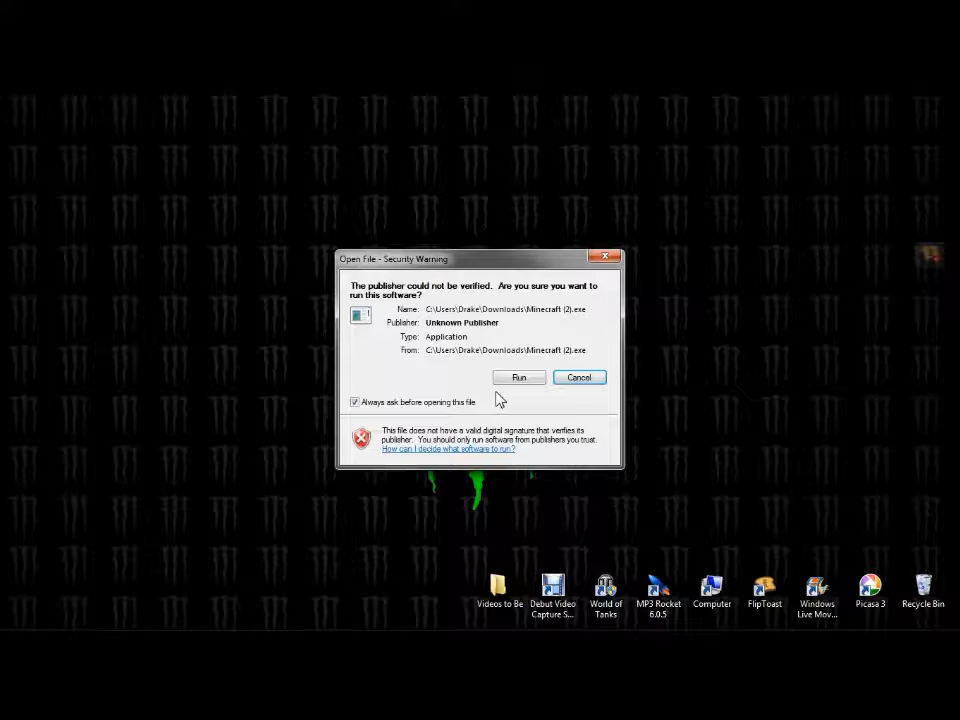 Open File - Security Warning
The publisher could not be verified. Are you sure you want to
run this software?
Name: C:\Users\Drake\Downloads\Minecraft (2).exe
Publisher: Unknown Publisher
Type: Application
From: C:\Users\Drake\Downloads\Minecraft (2).exe
Run Cancel
Always ask before opening this file
This file does not have a valid digital signature that verifies its
publisher. You should only run software from publishers you trust.
How can I decide what software to run?
Videos to Be Debut Video World of MP3 Rocket Computer FlipToast Windows Picasa 3 Recycle Bin
Capture S... Tanks 6.0.5 Live Mov...